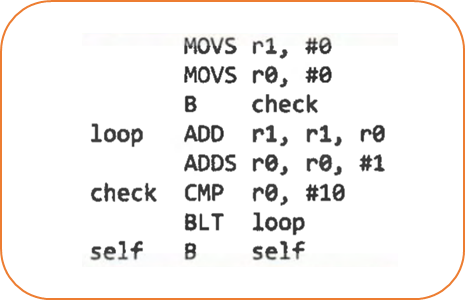 MOVS r1, #0
MOVS r0, #0
B check
loop ADD r1, r1, r0
ADDS r0, r0, #1
check CMP r0, #10
BLT loop
self B self